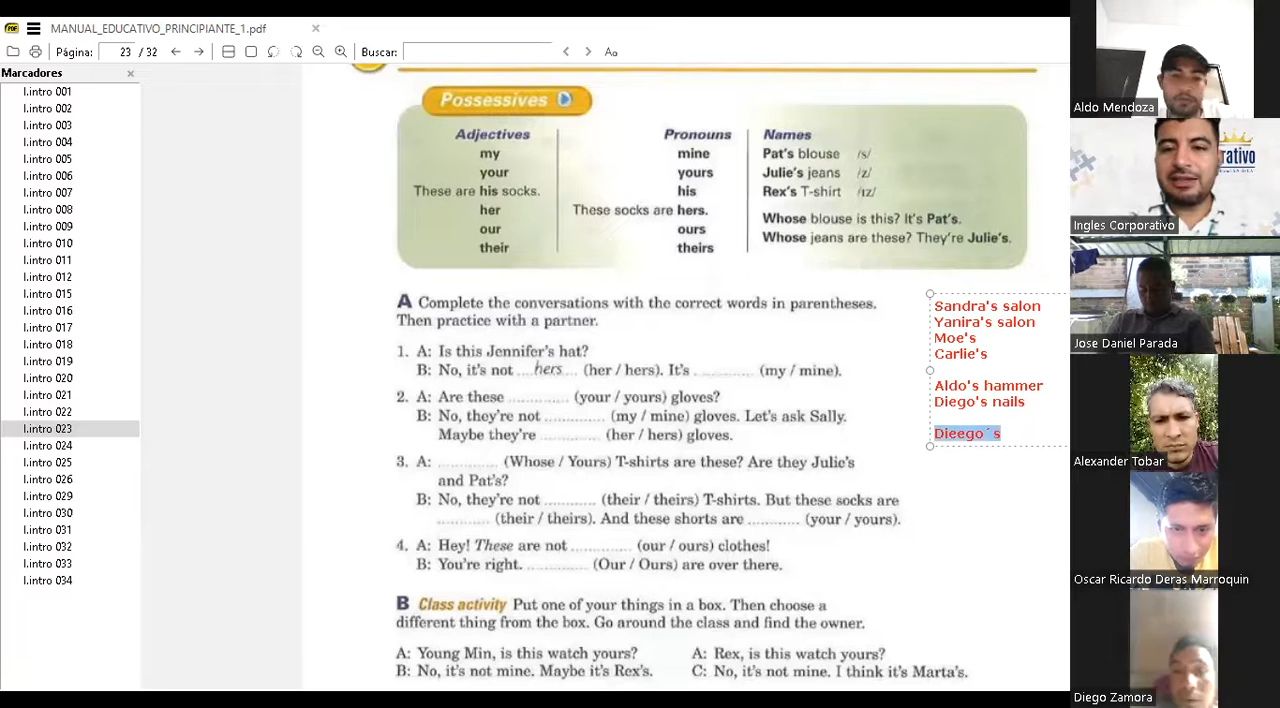 MANUAL_EDUCATIVO_PRINCIPIANTE_1.pdf
Página: 23 / 32 Buscar: Aa
Marcadores
I.intro 001
I.intro 002
I.intro 003
I.intro 004
I.intro 005
I.intro 006
I.intro 007
I.intro 008
I.intro 009
I.intro 010
I.intro 011
I.intro 012
I.intro 015
I.intro 016
I.intro 017
I.intro 018
I.intro 019
I.intro 020
I.intro 021
I.intro 022
I.intro 023
I.intro 024
I.intro 025
I.intro 026
I.intro 029
I.intro 030
I.intro 031
I.intro 032
I.intro 033
I.intro 034
Possessives
Adjectives
my
your
These are his socks.
her
our
their
Pronouns
mine
yours
his
These socks are hers.
ours
theirs
Names
Pat's blouse /s/
Julie's jeans /z/
Rex's T-shirt /ɪz/
Whose blouse is this? It's Pat's.
Whose jeans are these? They're Julie's.
A Complete the conversations with the correct words in parentheses.
Then practice with a partner.
1. A: Is this Jennifer's hat?
B: No, it's not hers (her / hers). It's ............ (my / mine).
2. A: Are these ............ (your / yours) gloves?
B: No, they're not ............ (my / mine) gloves. Let's ask Sally.
Maybe they're ............ (her / hers) gloves.
3. A: ............ (Whose / Yours) T-shirts are these? Are they Julie's
and Pat's?
B: No, they're not ............ (their / theirs) T-shirts. But these socks are
............ (their / theirs). And these shorts are ............ (your / yours).
4. A: Hey! These are not ............ (our / ours) clothes!
B: You're right. ............ (Our / Ours) are over there.
B Class activity Put one of your things in a box. Then choose a
different thing from the box. Go around the class and find the owner.
A: Young Min, is this watch yours?
B: No, it's not mine. Maybe it's Rex's.
A: Rex, is this watch yours?
C: No, it's not mine. I think it's Marta's.
Sandra's salon
Yanira's salon
Moe's
Carlie's
Aldo's hammer
Diego's nails
Dieego´s
Aldo Mendoza
rativo
Ingles Corporativo
Jose Daniel Parada
Alexander Tobar
Oscar Ricardo Deras Marroquin
Diego Zamora